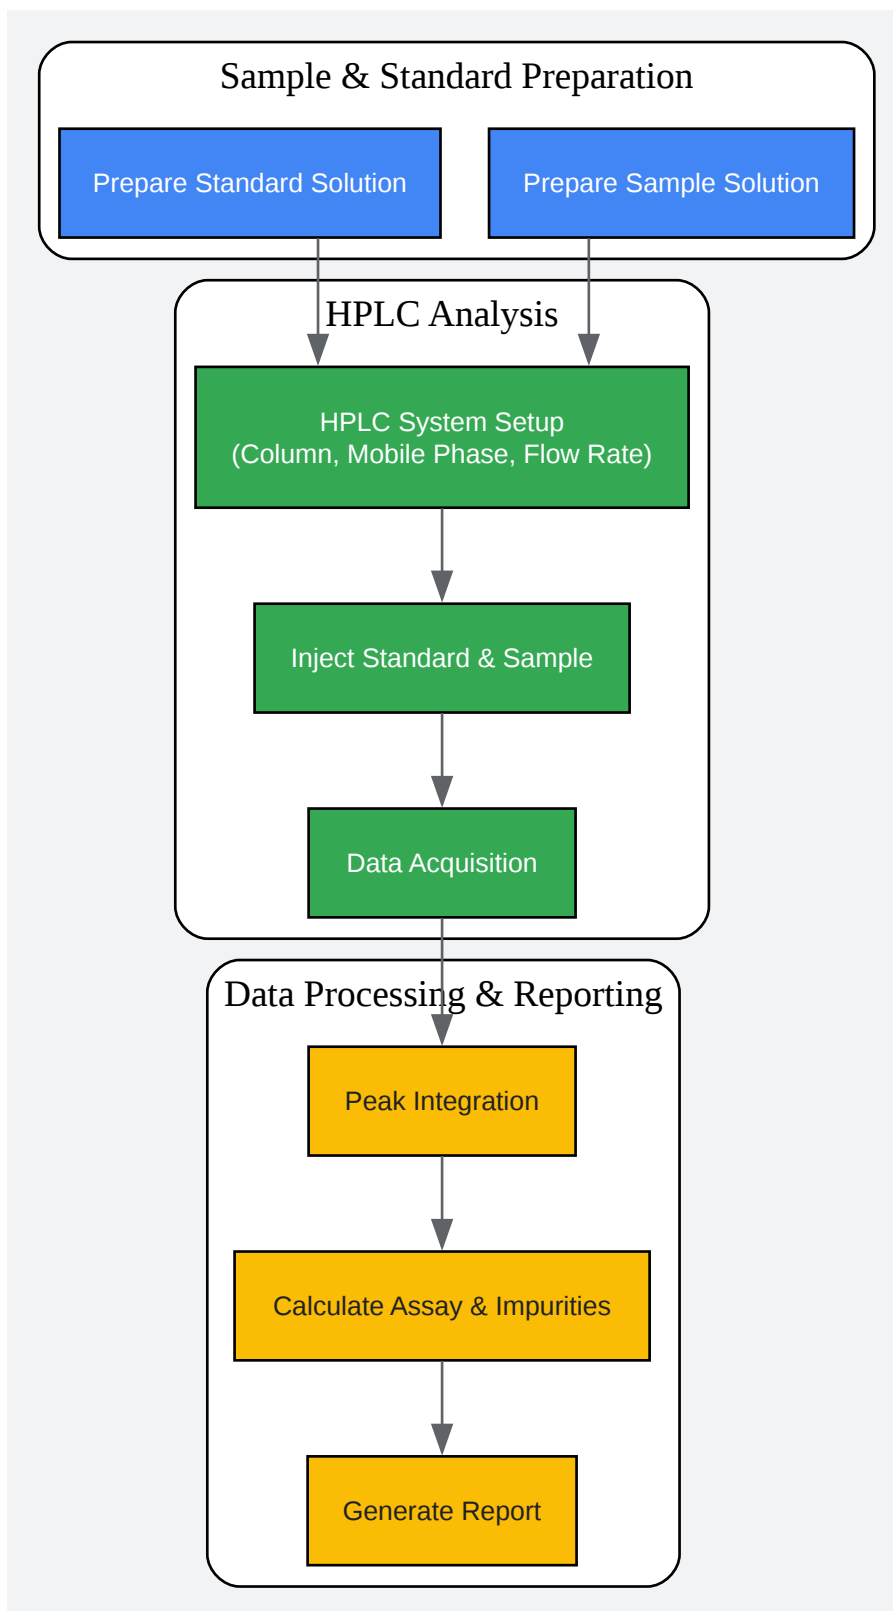 Sample & Standard Preparation
Prepare Standard Solution
Prepare Sample Solution
HPLC Analysis
HPLC System Setup
(Column, Mobile Phase, Flow Rate)
Inject Standard & Sample
Data Acquisition
Data Processing & Reporting
Peak Integration
Calculate Assay & Impurities
Generate Report